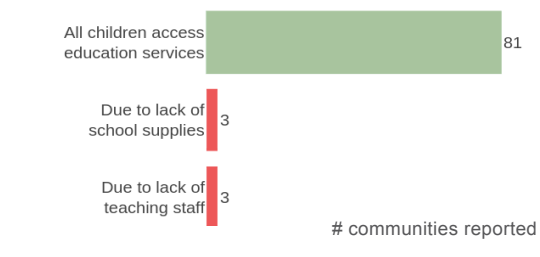 All children access
education services
81
Due to lack of
school supplies
3
Due to lack of
teaching staff
3
# communities reported